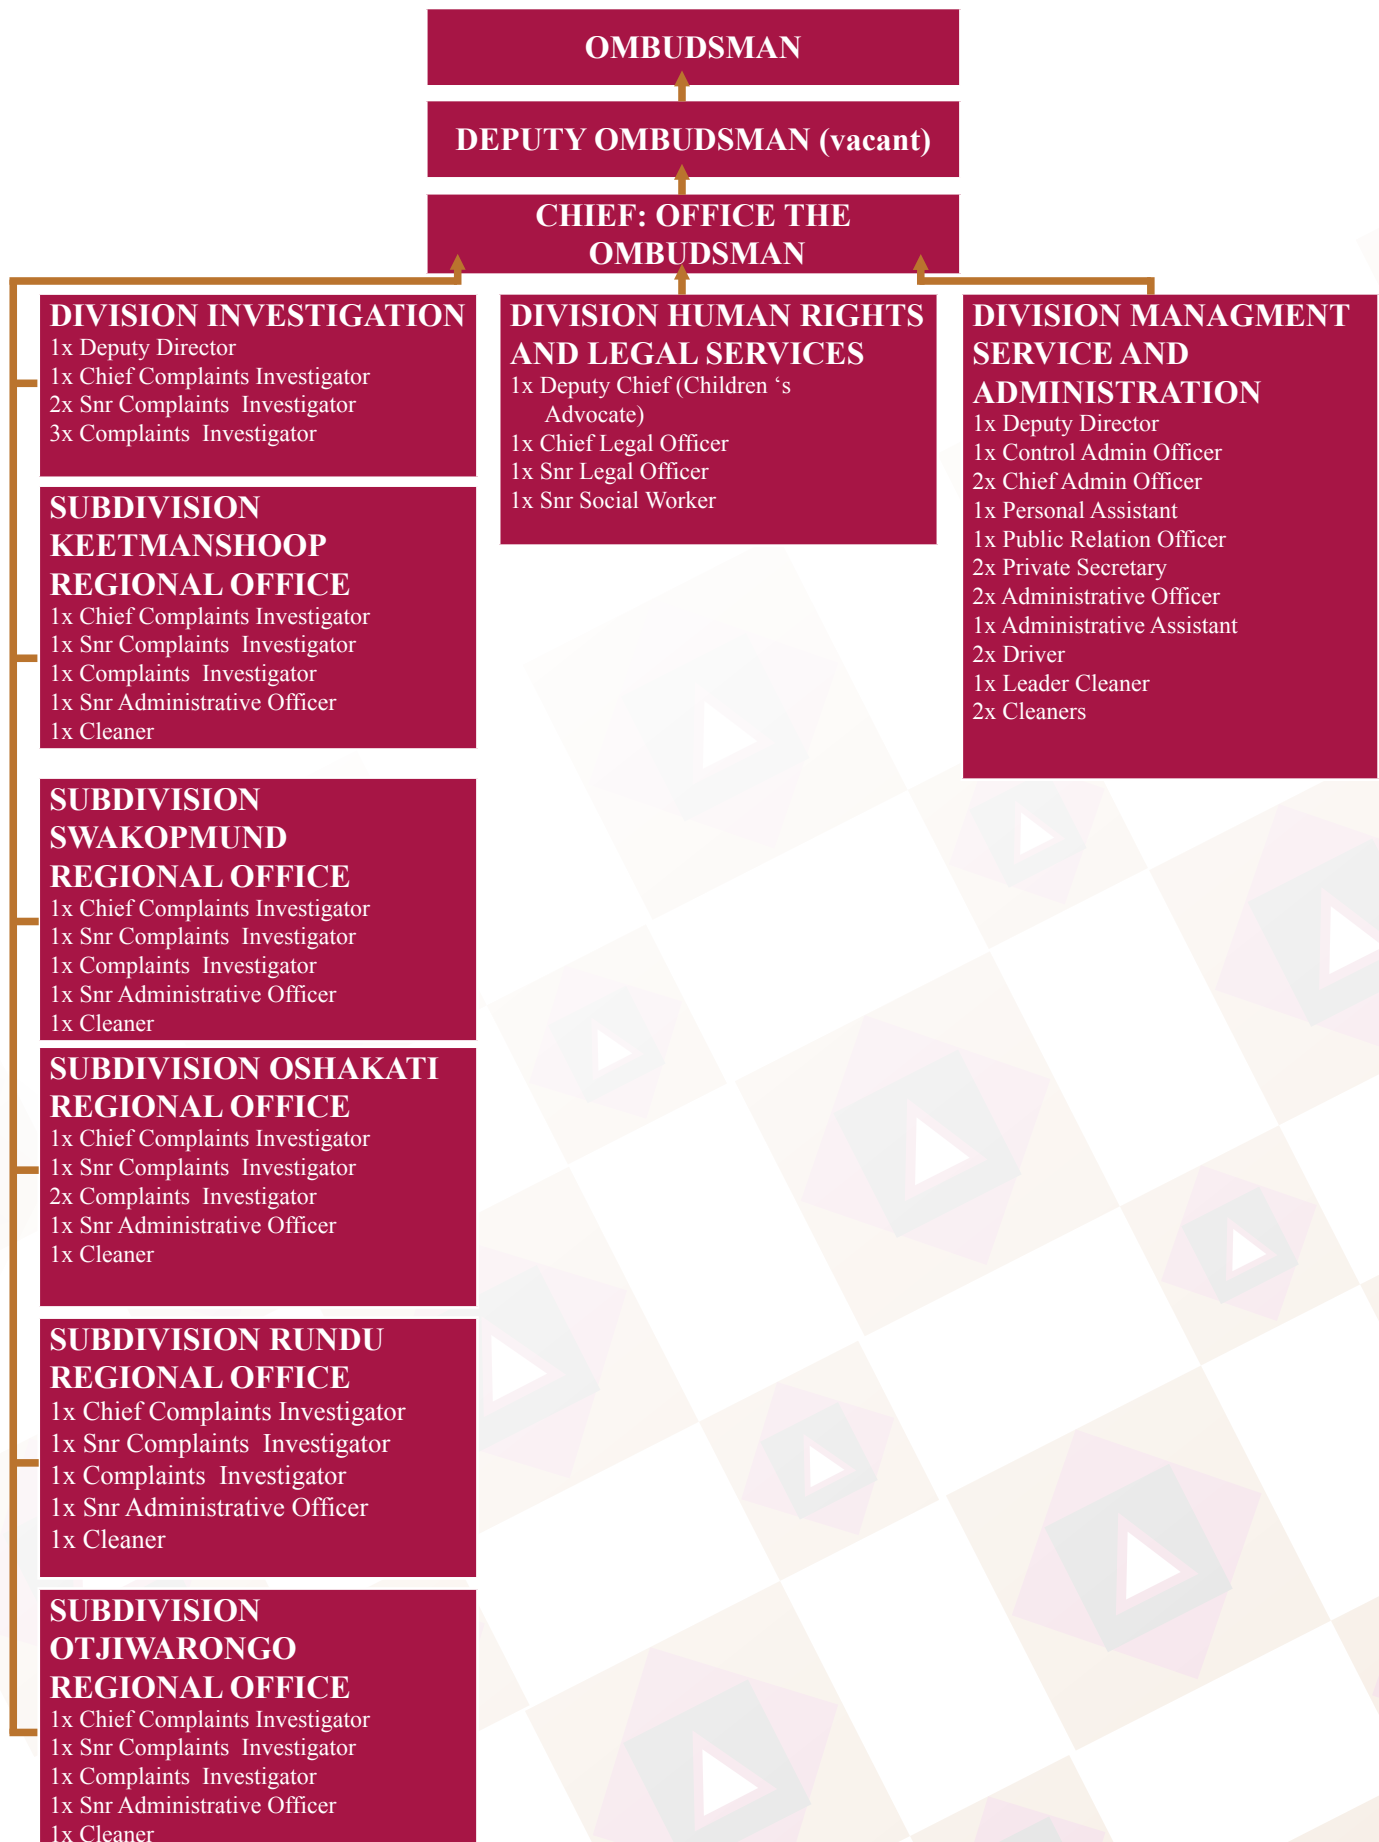 OMBUDSMAN
DEPUTY OMBUDSMAN (vacant)
CHIEF: OFFICE THE
OMBUDSMAN
DIVISION INVESTIGATION
1x Deputy Director
1x Chief Complaints Investigator
2x Snr Complaints  Investigator
3x Complaints  Investigator
SUBDIVISION
KEETMANSHOOP
REGIONAL OFFICE
1x Chief Complaints Investigator
1x Snr Complaints  Investigator
1x Complaints  Investigator
1x Snr Administrative Officer
1x Cleaner
SUBDIVISION
SWAKOPMUND
REGIONAL OFFICE
1x Chief Complaints Investigator
1x Snr Complaints  Investigator
1x Complaints  Investigator
1x Snr Administrative Officer
1x Cleaner
SUBDIVISION OSHAKATI
REGIONAL OFFICE
1x Chief Complaints Investigator
1x Snr Complaints  Investigator
2x Complaints  Investigator
1x Snr Administrative Officer
1x Cleaner
SUBDIVISION RUNDU
REGIONAL OFFICE
1x Chief Complaints Investigator
1x Snr Complaints  Investigator
1x Complaints  Investigator
1x Snr Administrative Officer
1x Cleaner
SUBDIVISION
OTJIWARONGO
REGIONAL OFFICE
1x Chief Complaints Investigator
1x Snr Complaints  Investigator
1x Complaints  Investigator
1x Snr Administrative Officer
1x Cleaner
DIVISION HUMAN RIGHTS
AND LEGAL SERVICES
1x Deputy Chief (Children ‘s
Advocate)
1x Chief Legal Officer
1x Snr Legal Officer
1x Snr Social Worker
DIVISION MANAGMENT
SERVICE AND
ADMINISTRATION
1x Deputy Director
1x Control Admin Officer
2x Chief Admin Officer
1x Personal Assistant
1x Public Relation Officer
2x Private Secretary
2x Administrative Officer
1x Administrative Assistant
2x Driver
1x Leader Cleaner
2x Cleaners